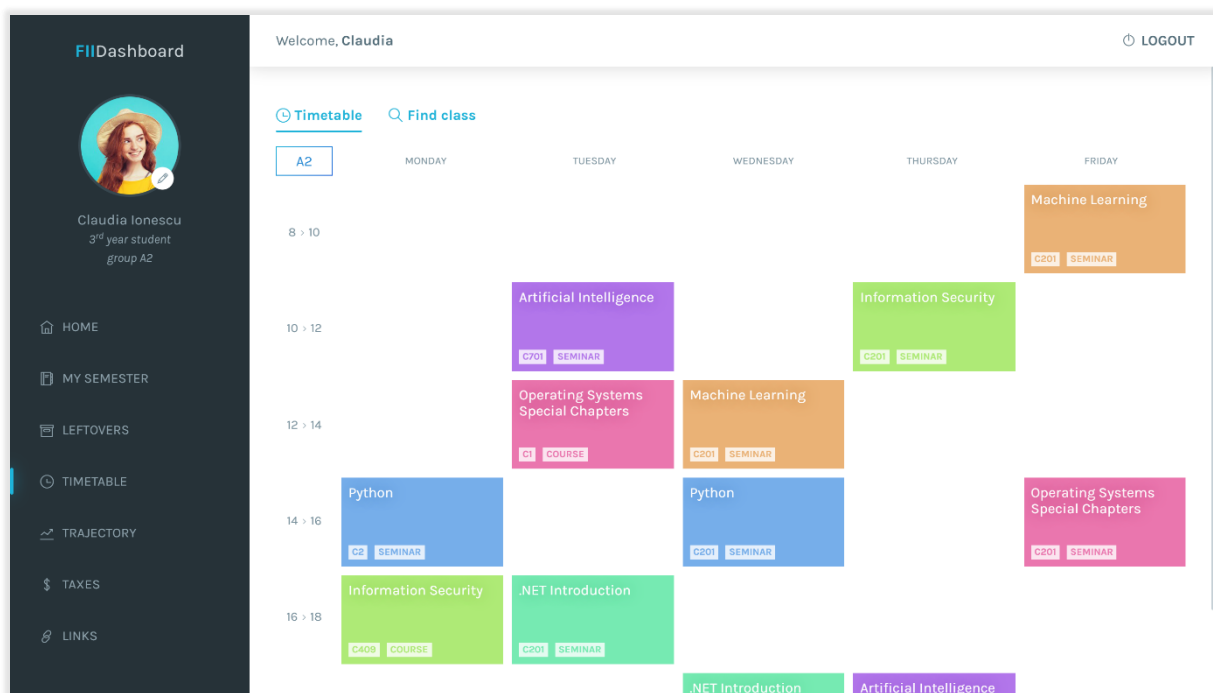 FIIDashboard
Welcome, Claudia
LOGOUT
Claudia Ionescu
3rd year student
group A2
HOME
MY SEMESTER
LEFTOVERS
TIMETABLE
TRAJECTORY
$ TAXES
LINKS
Timetable Find class
A2 MONDAY TUESDAY WEDNESDAY THURSDAY FRIDAY
8 > 10
Machine Learning
C201 SEMINAR
10 > 12
Artificial Intelligence
C701 SEMINAR
Information Security
C201 SEMINAR
12 > 14
Operating Systems
Special Chapters
C1 COURSE
Machine Learning
C201 SEMINAR
14 > 16
Python
C2 SEMINAR
Python
C201 SEMINAR
Operating Systems
Special Chapters
C201 SEMINAR
16 > 18
Information Security
C409 COURSE
.NET Introduction
C201 SEMINAR
.NET Introduction
Artificial Intelligence